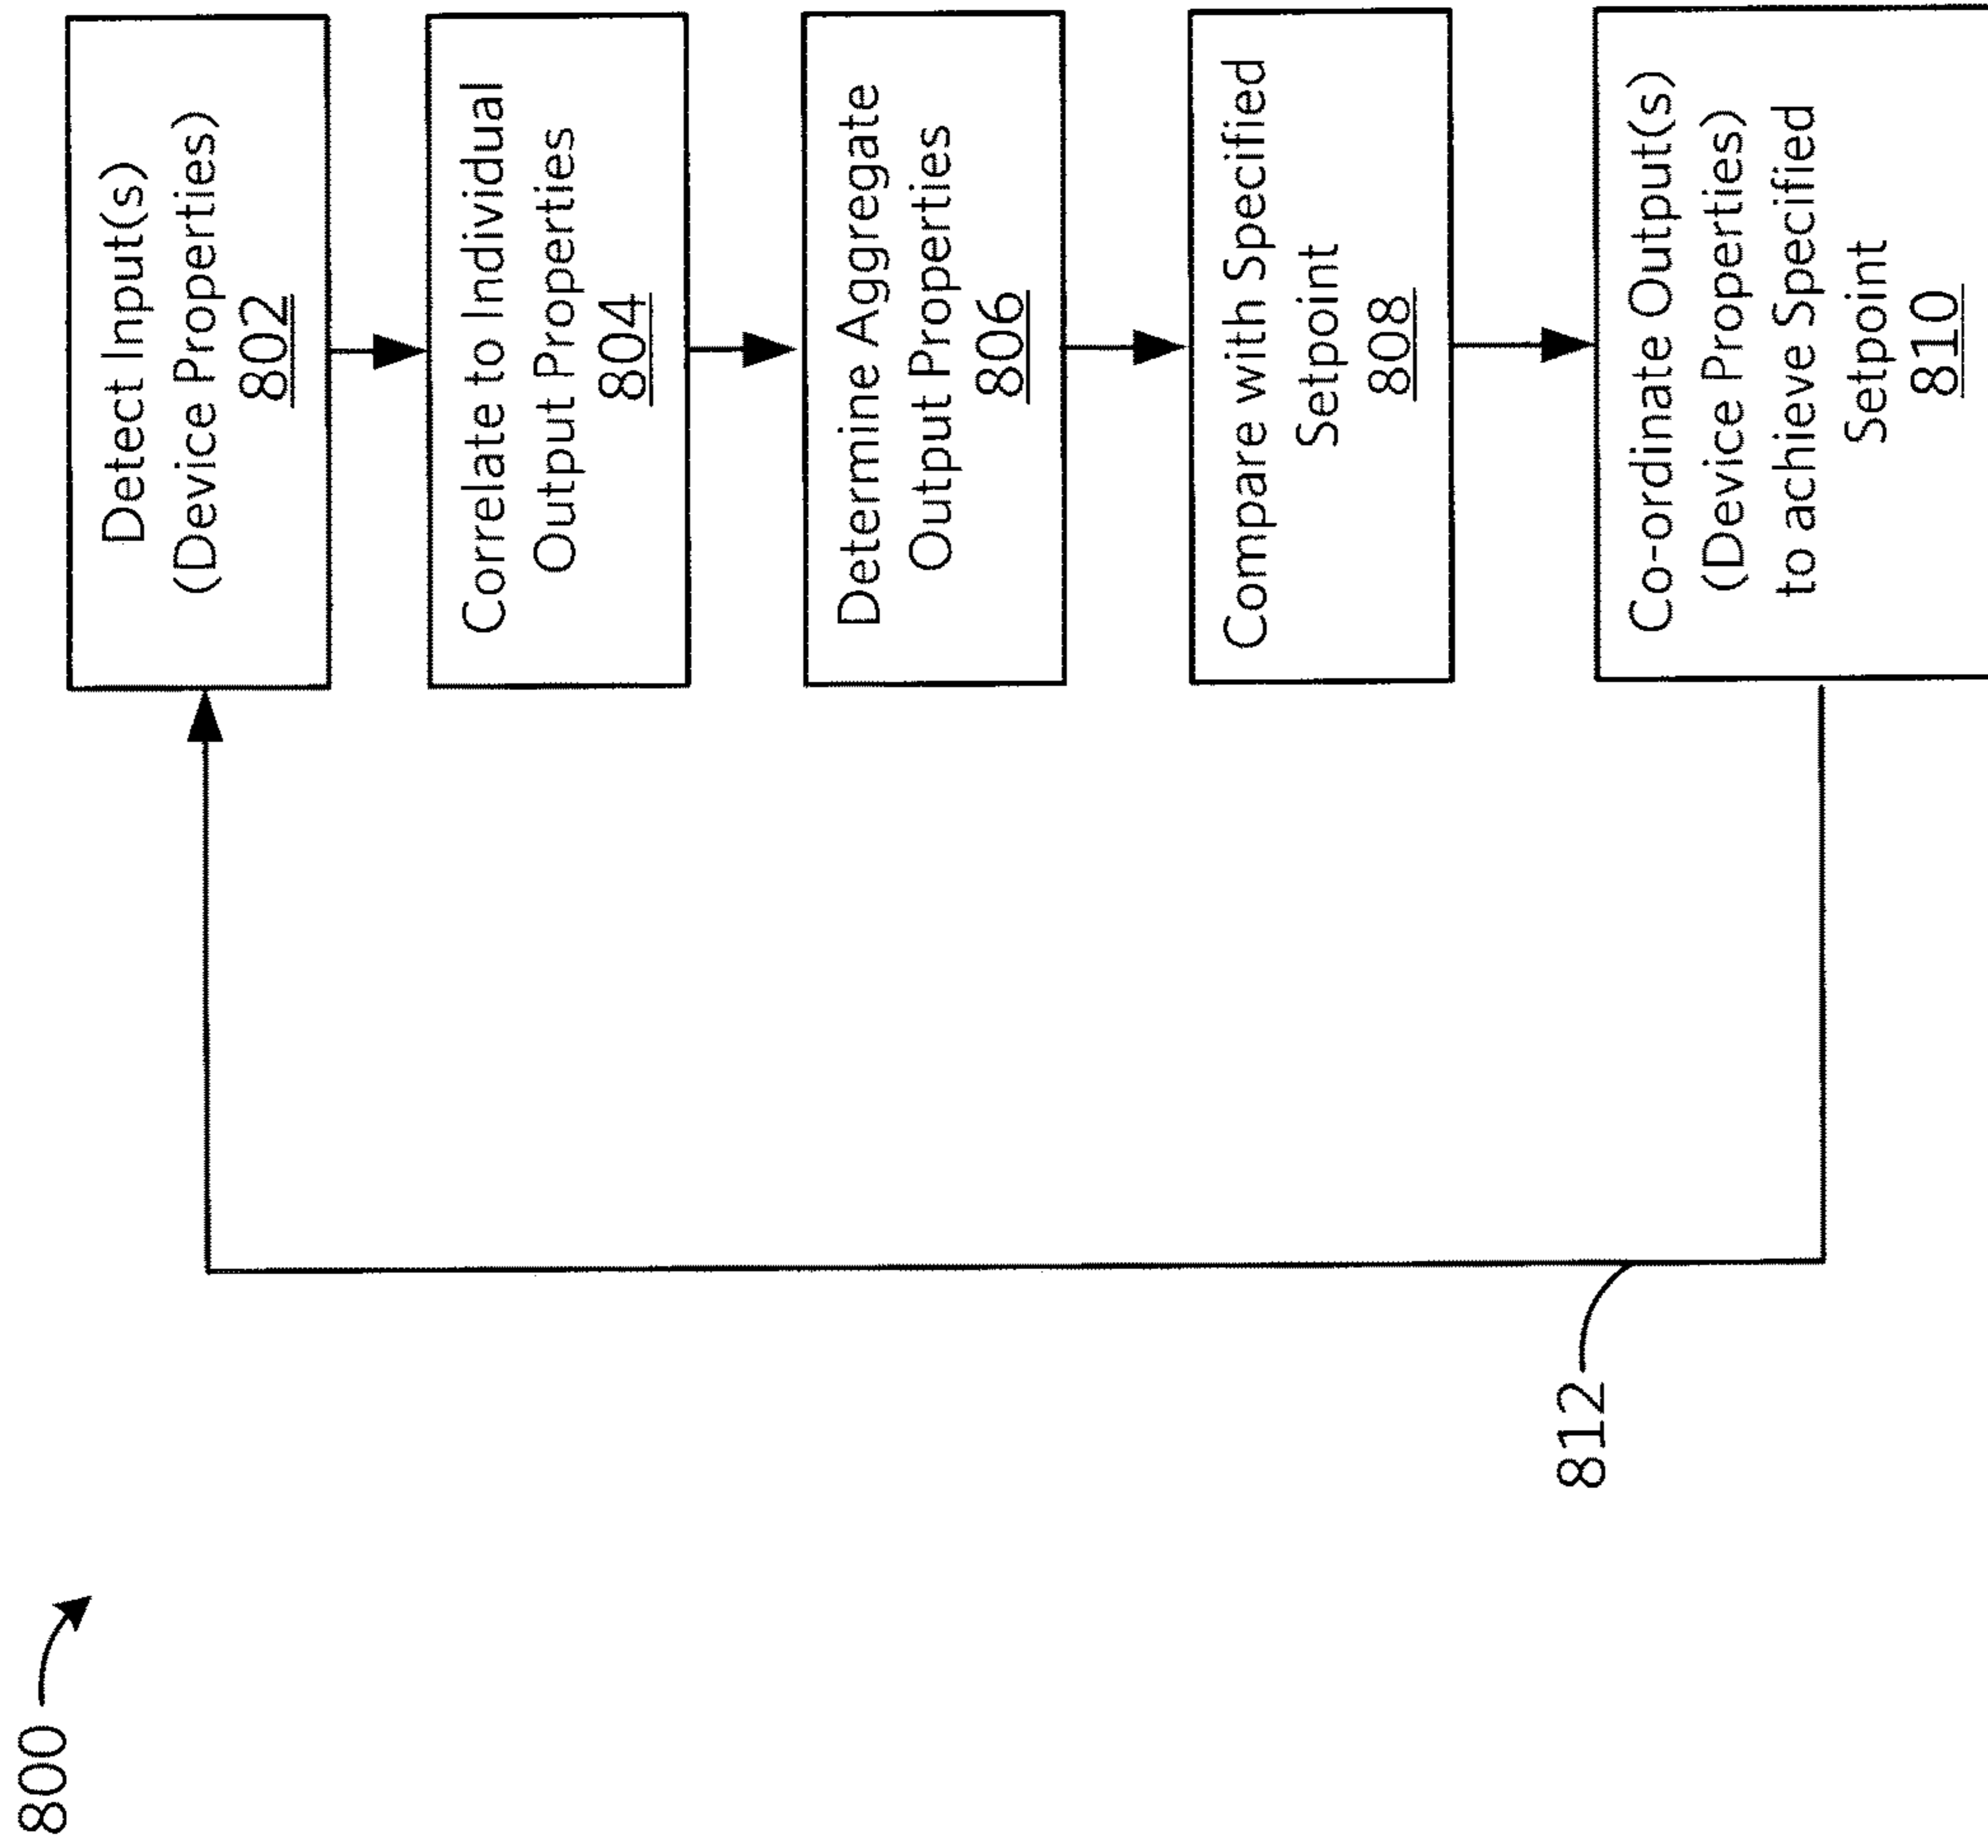 800
Detect Input(s)
(Device Properties)
802
Correlate to Individual
Output Properties
804
Determine Aggregate
Output Properties
806
Compare with Specified
Setpoint
808
Co-ordinate Output(s)
(Device Properties)
to achieve Specified
Setpoint
810
812